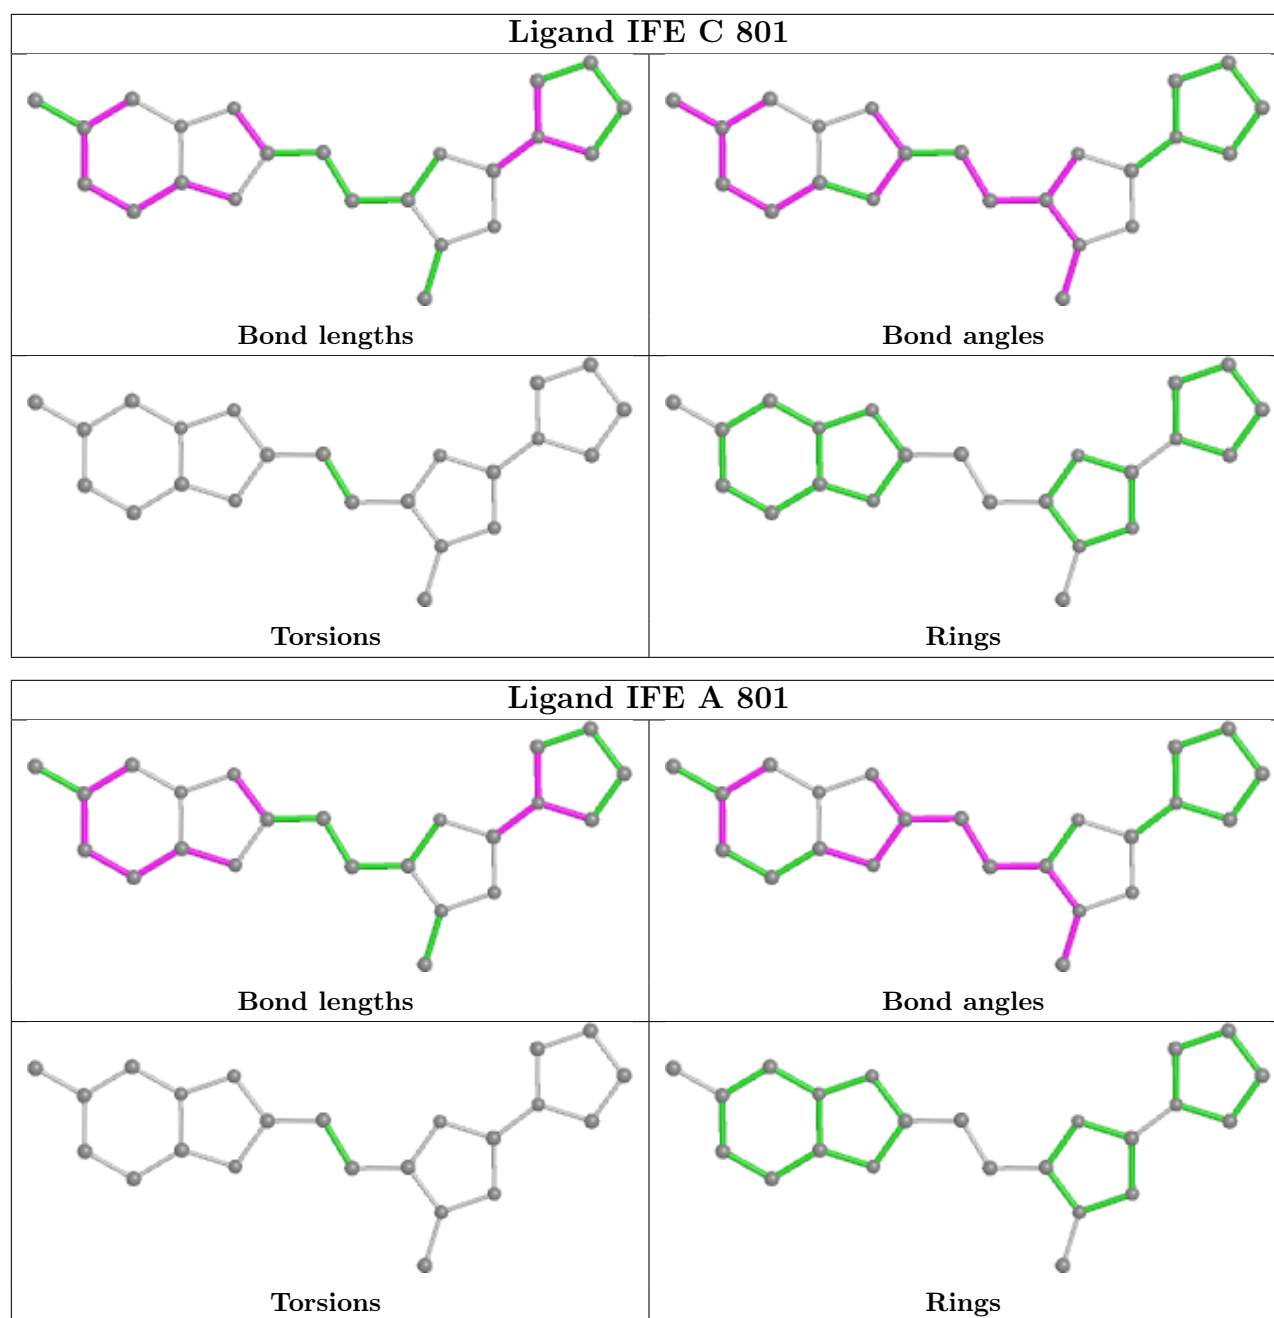 Ligand IFE C 801
Bond lengths
Bond angles
Torsions
Rings
Ligand IFE A 801
Bond lengths
Bond angles
Torsions
Rings